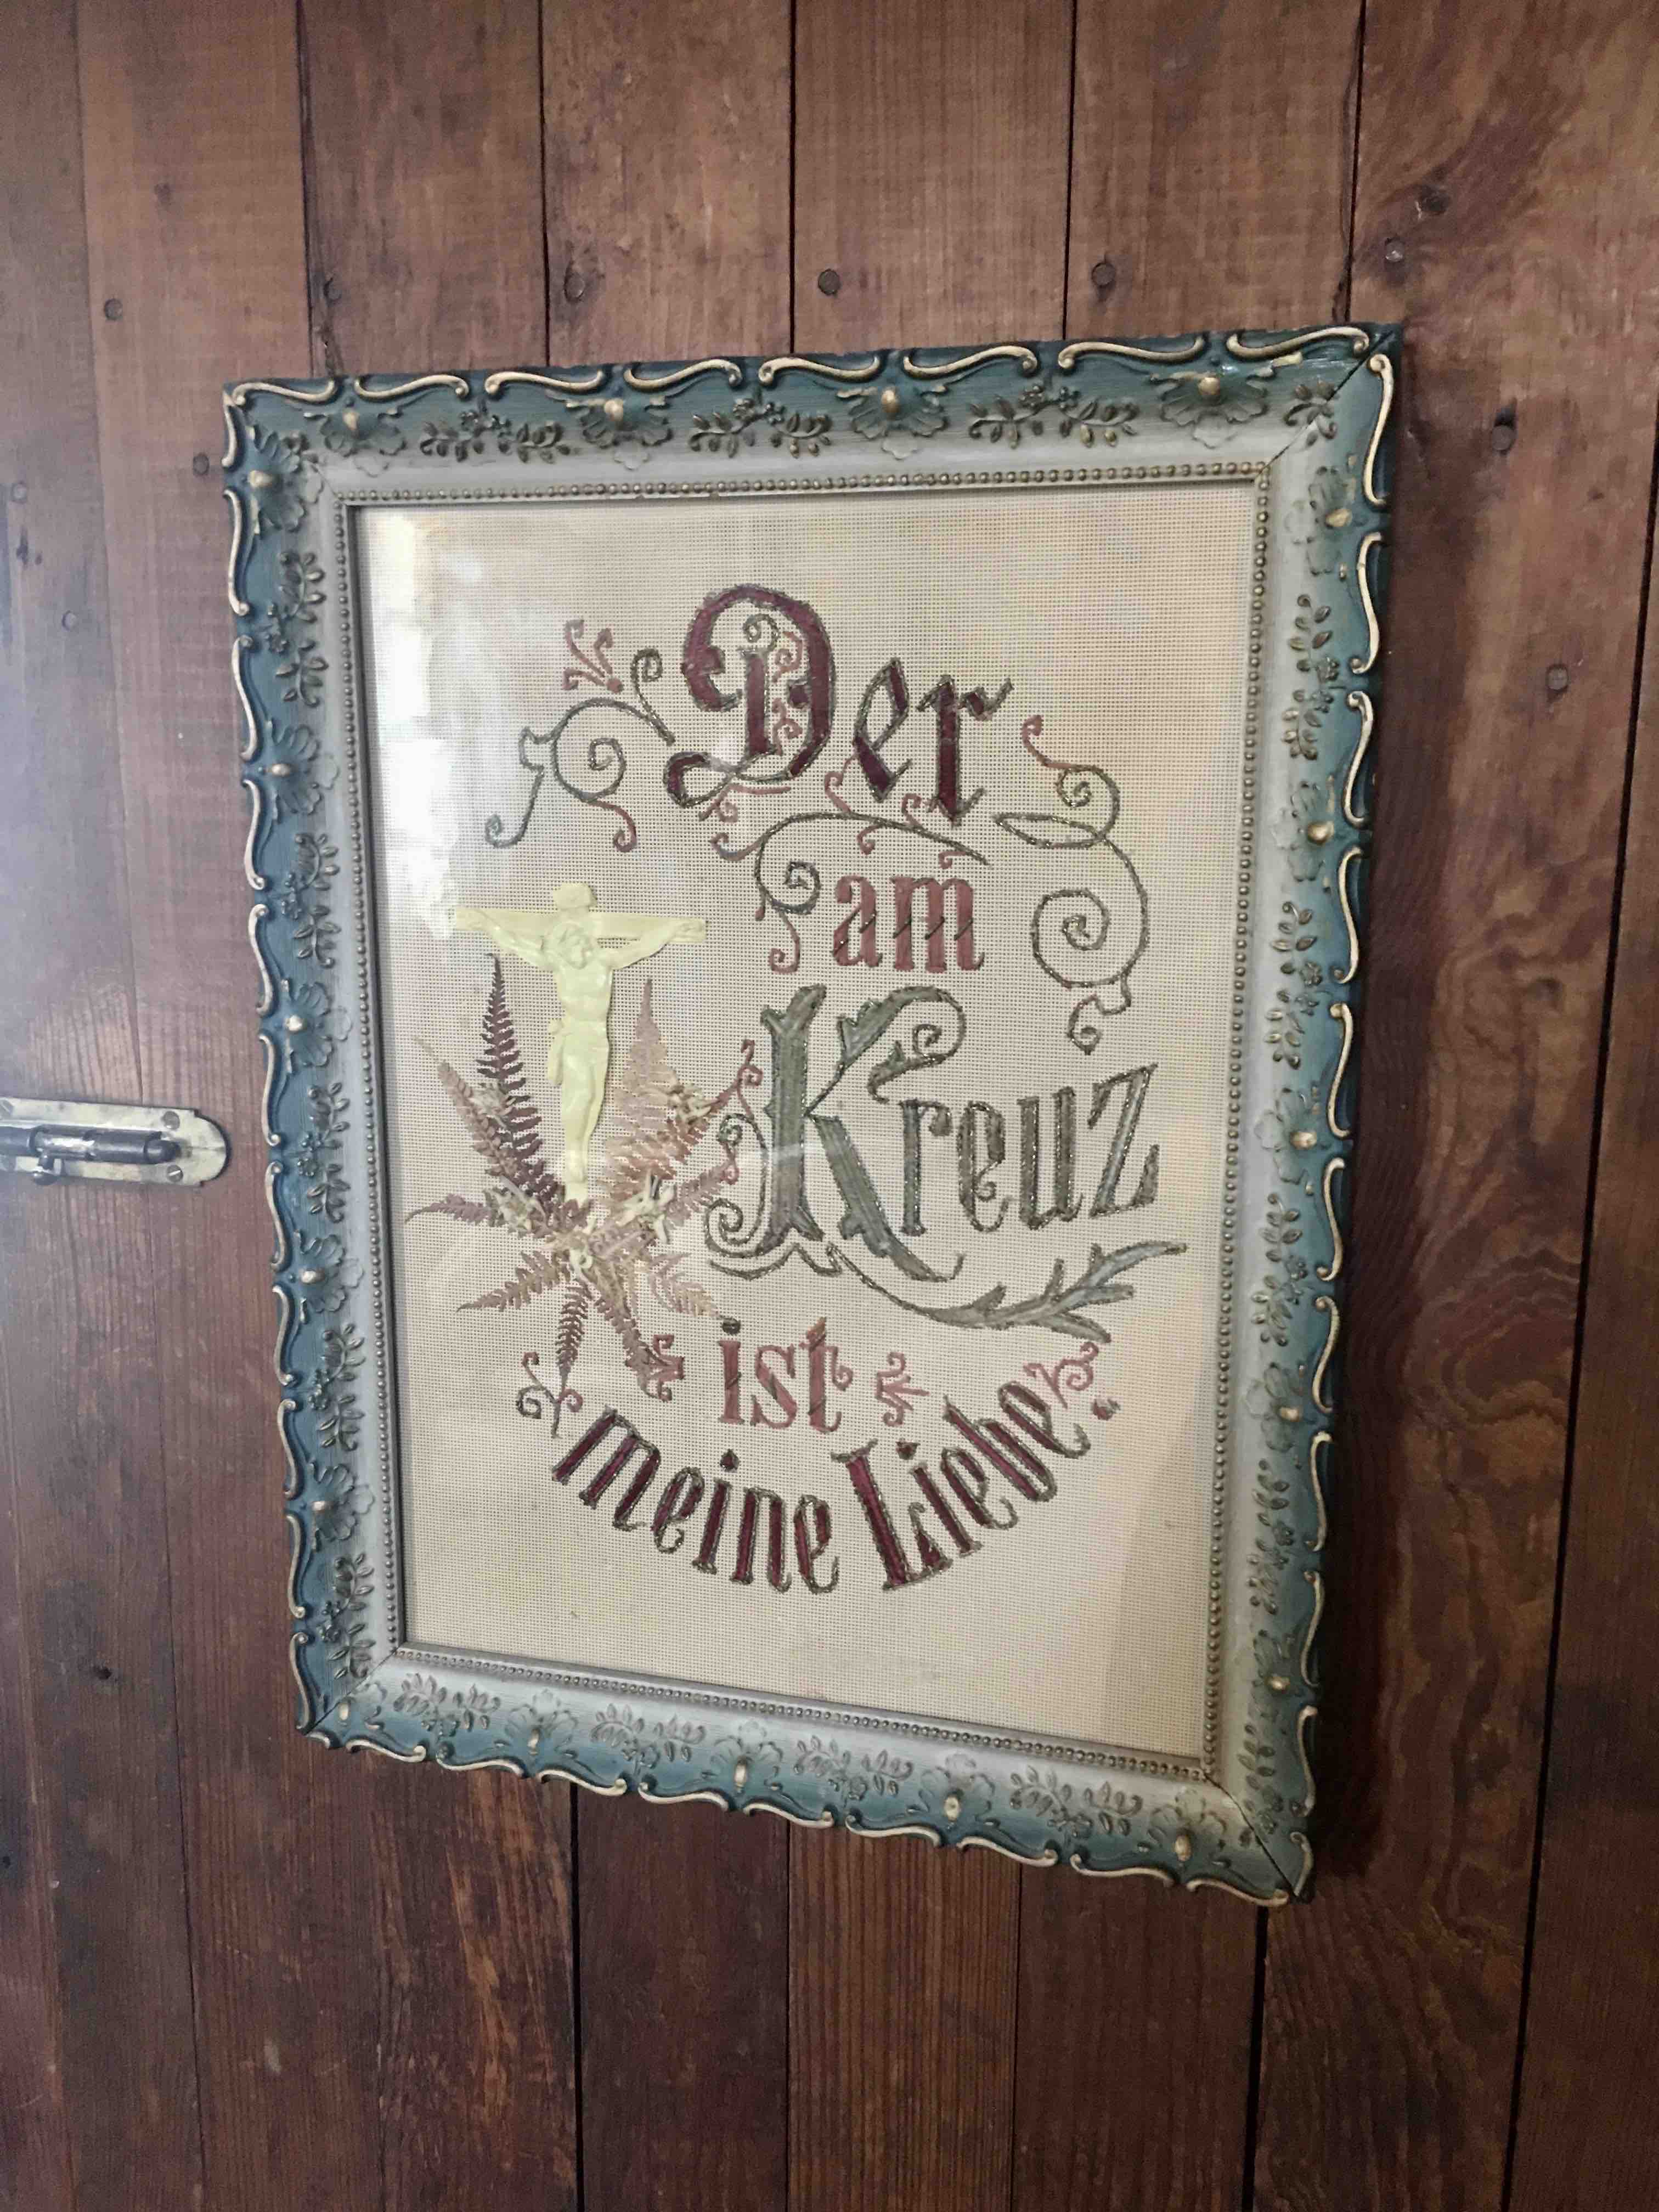 Der
am
Kreuz
ist
meine Liebe.